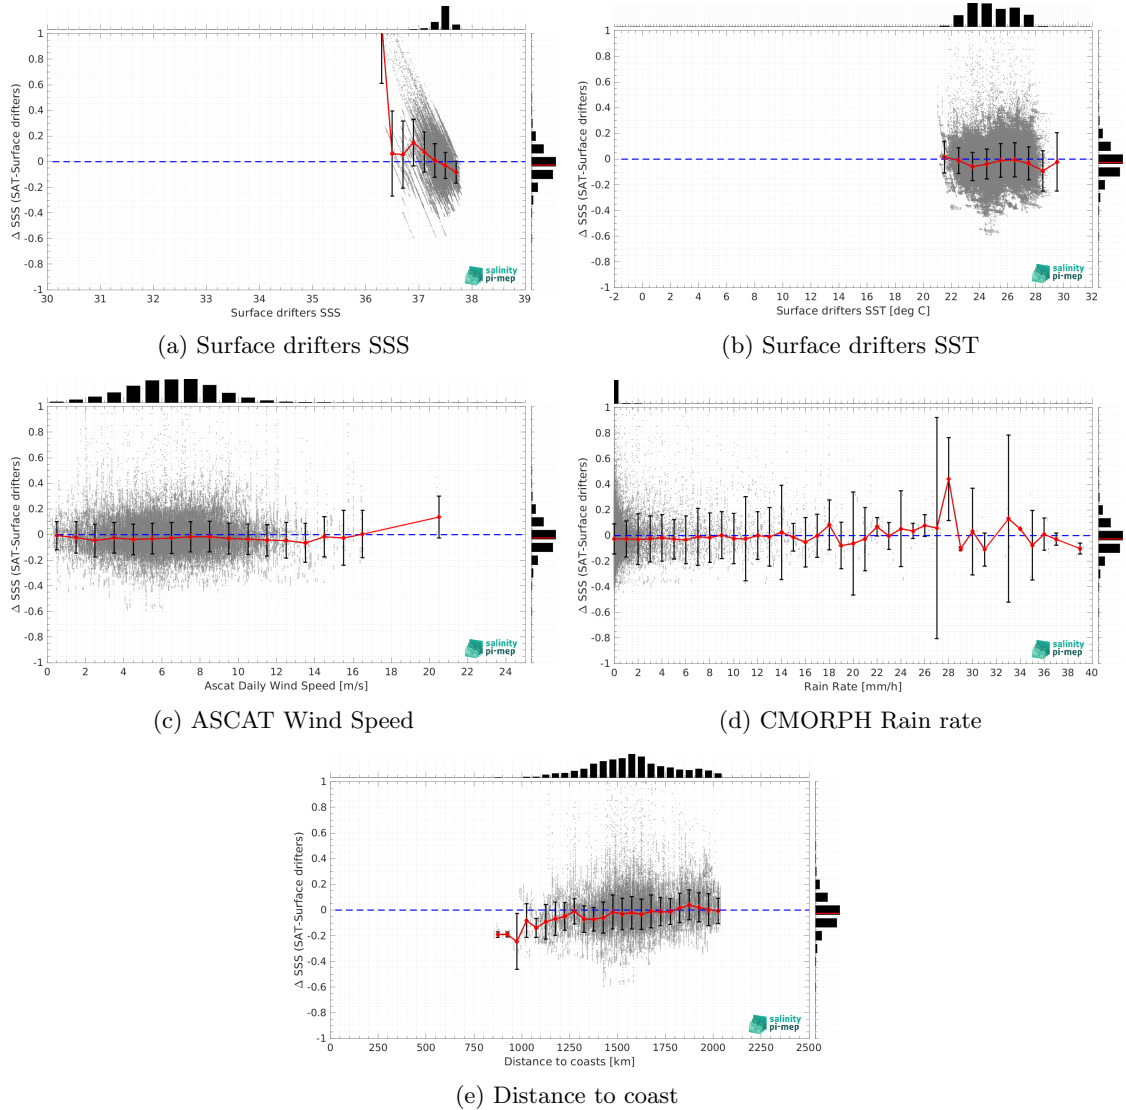 1
0.8
0.6
0.4
0.2
0
-0.2
-0.4
-0.6
-0.8
-1
Δ SSS (SAT-Surface drifters)
30 31 32 33 34 35 36 37 38 39
Surface drifters SSS
salinity
pi-mep
(a) Surface drifters SSS
1
0.8
0.6
0.4
0.2
0
-0.2
-0.4
-0.6
-0.8
-1
Δ SSS (SAT-Surface drifters)
-2 0 2 4 6 8 10 12 14 16 18 20 22 24 26 28 30 32
Surface drifters SST [deg C]
salinity
pi-mep
(b) Surface drifters SST
1
0.8
0.6
0.4
0.2
0
-0.2
-0.4
-0.6
-0.8
-1
Δ SSS (SAT-Surface drifters)
0 2 4 6 8 10 12 14 16 18 20 22 24
Ascat Daily Wind Speed [m/s]
salinity
pi-mep
(c) ASCAT Wind Speed
1
0.8
0.6
0.4
0.2
0
-0.2
-0.4
-0.6
-0.8
-1
Δ SSS (SAT-Surface drifters)
0 2 4 6 8 10 12 14 16 18 20 22 24 26 28 30 32 34 36 38 40
Rain Rate [mm/h]
salinity
pi-mep
(d) CMORPH Rain rate
1
0.8
0.6
0.4
0.2
0
-0.2
-0.4
-0.6
-0.8
-1
Δ SSS (SAT-Surface drifters)
0 250 500 750 1000 1250 1500 1750 2000 2250 2500
Distance to coasts [km]
salinity
pi-mep
(e) Distance to coast